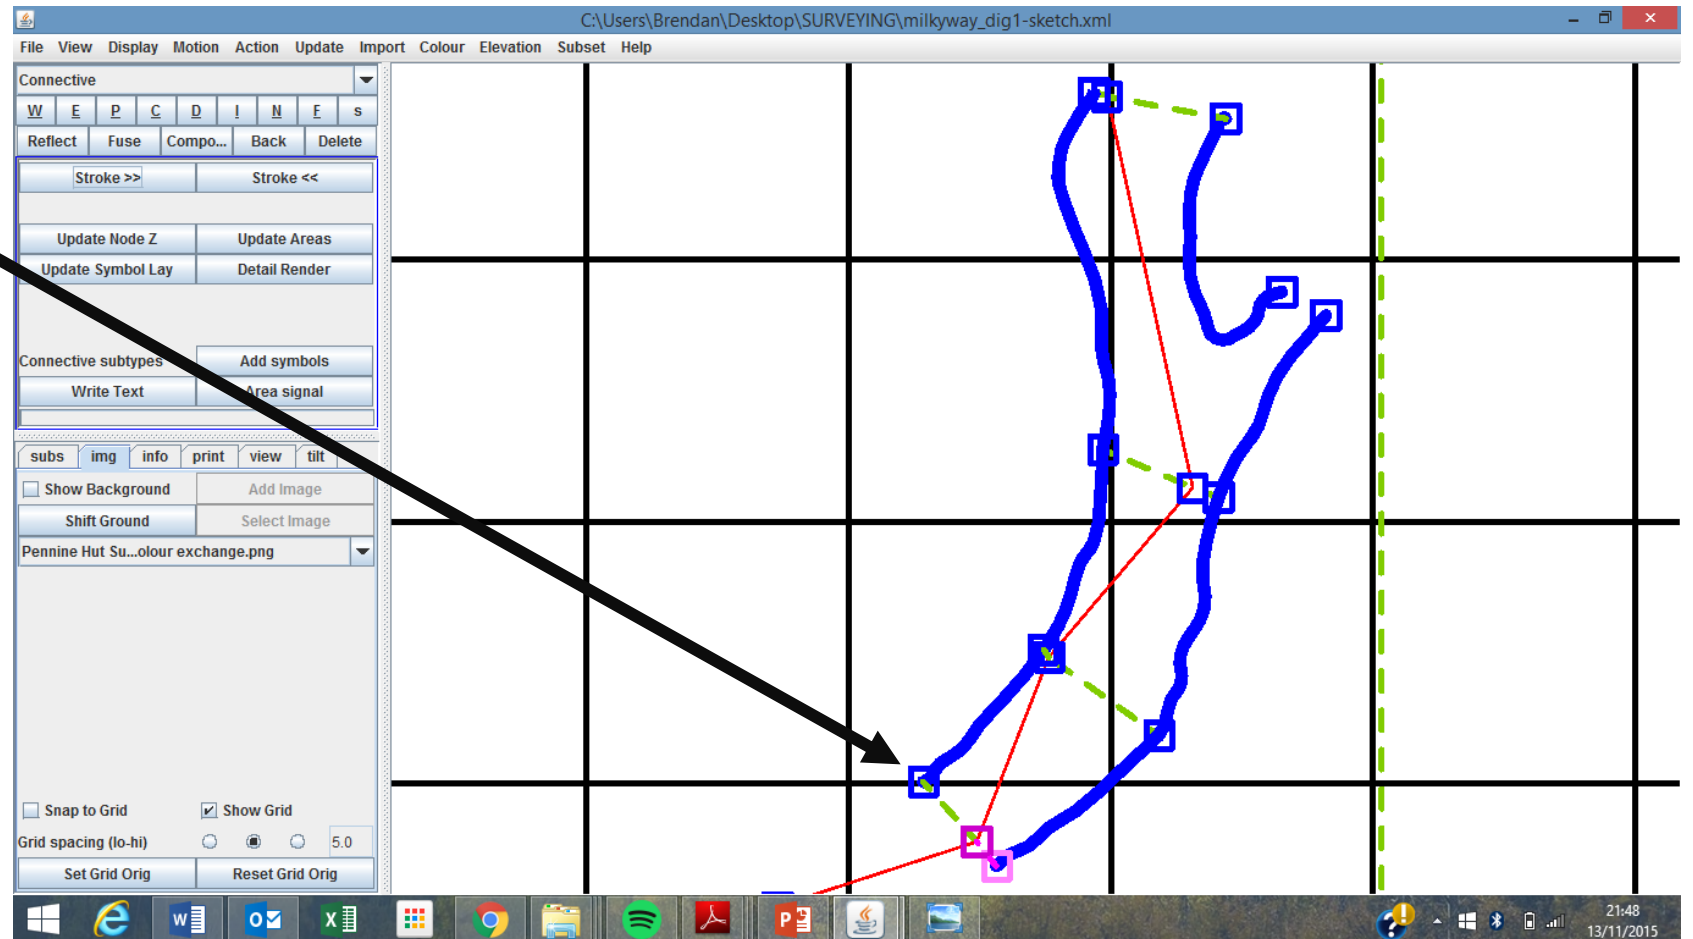 C:\Users\Brendan\Desktop\SURVEYING\milkyway_dig1-sketch.xml
File View Display Motion Action Update Import Colour Elevation Subset Help
Connective
W E P C D I N F s
Reflect Fuse Compo... Back Delete
Stroke >> Stroke <<
Update Node Z Update Areas
Update Symbol Lay Detail Render
Connective subtypes Add symbols
Write Text Area signal
subs img info print view tilt
Show Background Add Image
Shift Ground Select Image
Pennine Hut Su...olour exchange.png
Snap to Grid Show Grid
Grid spacing (lo-hi) 5.0
Set Grid Orig Reset Grid Orig
21:48
13/11/2015